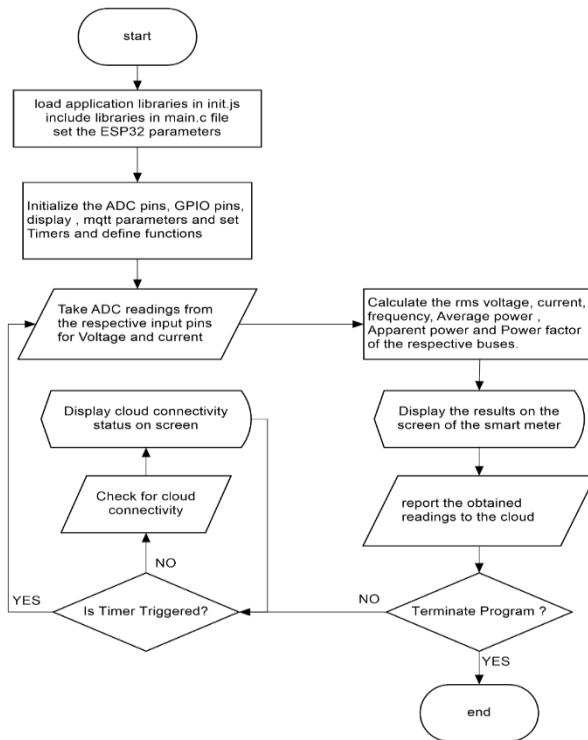 start
load application libraries in init.js
include libraries in main.c file
set the ESP32 parameters
Initialize the ADC pins, GPIO pins,
display , mqtt parameters and set
Timers and define functions
Take ADC readings from
the respective input pins
for Voltage and current
Calculate the rms voltage, current,
frequency, Average power ,
Apparent power and Power factor
of the respective buses.
Display cloud connectivity
status on screen
Display the results on the
screen of the smart meter
Check for cloud
connectivity
report the obtained
readings to the cloud
NO
YES
Is Timer Triggered?
NO
Terminate Program ?
YES
end